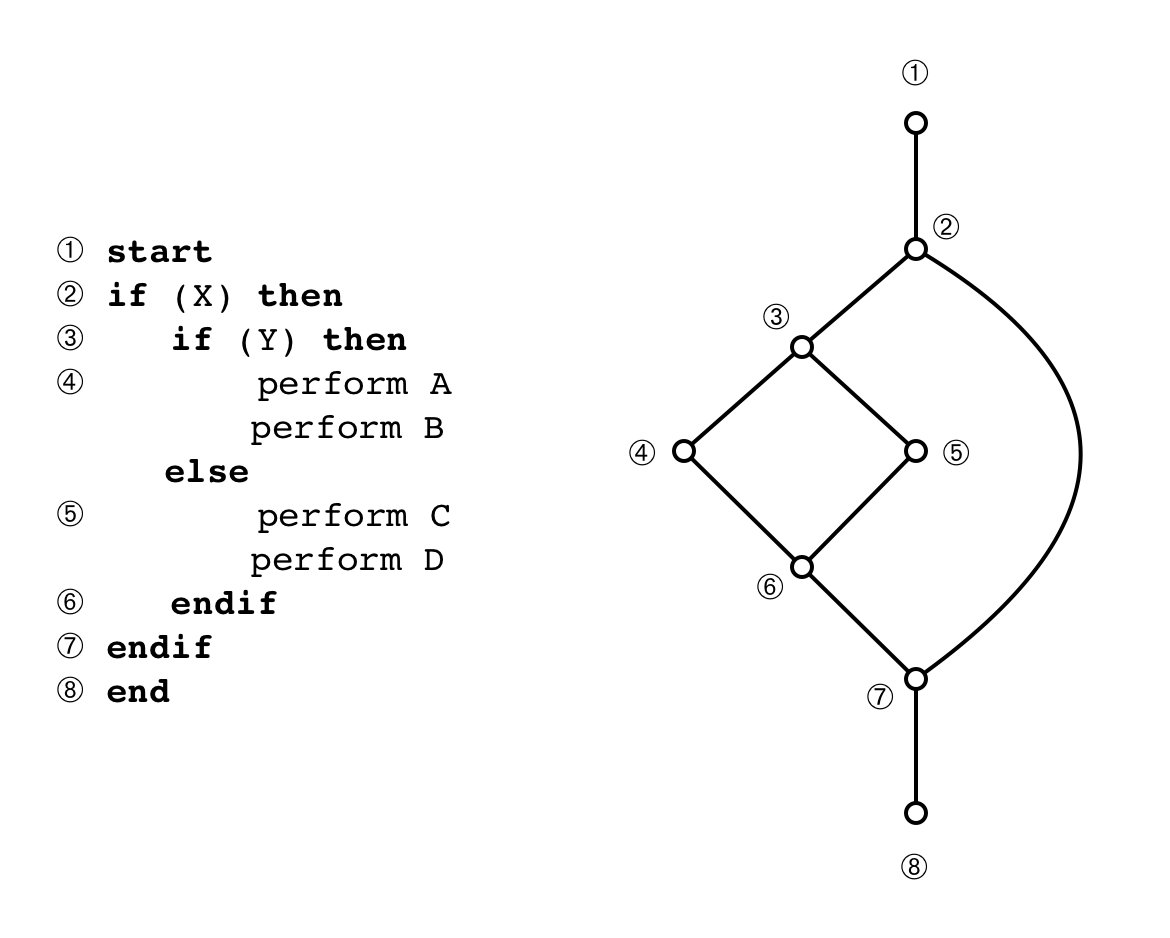 ① start
② if (X) then
③ if (Y) then
④ perform A
perform B
else
⑤ perform C
perform D
⑥ endif
⑦ endif
⑧ end
①
②
③
④
⑤
⑥
⑦
⑧